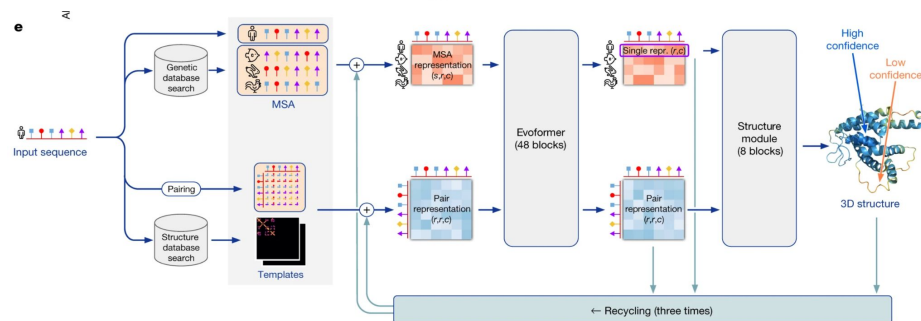 e
Al
Input sequence
Genetic
database
search
Pairing
Structure
database
search
MSA
Templates
+
+
MSA
representation
(s,r,c)
Pair
representation
(r,r,c)
Evoformer
(48 blocks)
Single repr. (r,c)
Pair
representation
(r,r,c)
Structure
module
(8 blocks)
High
confidence
Low
confidence
3D structure
← Recycling (three times)